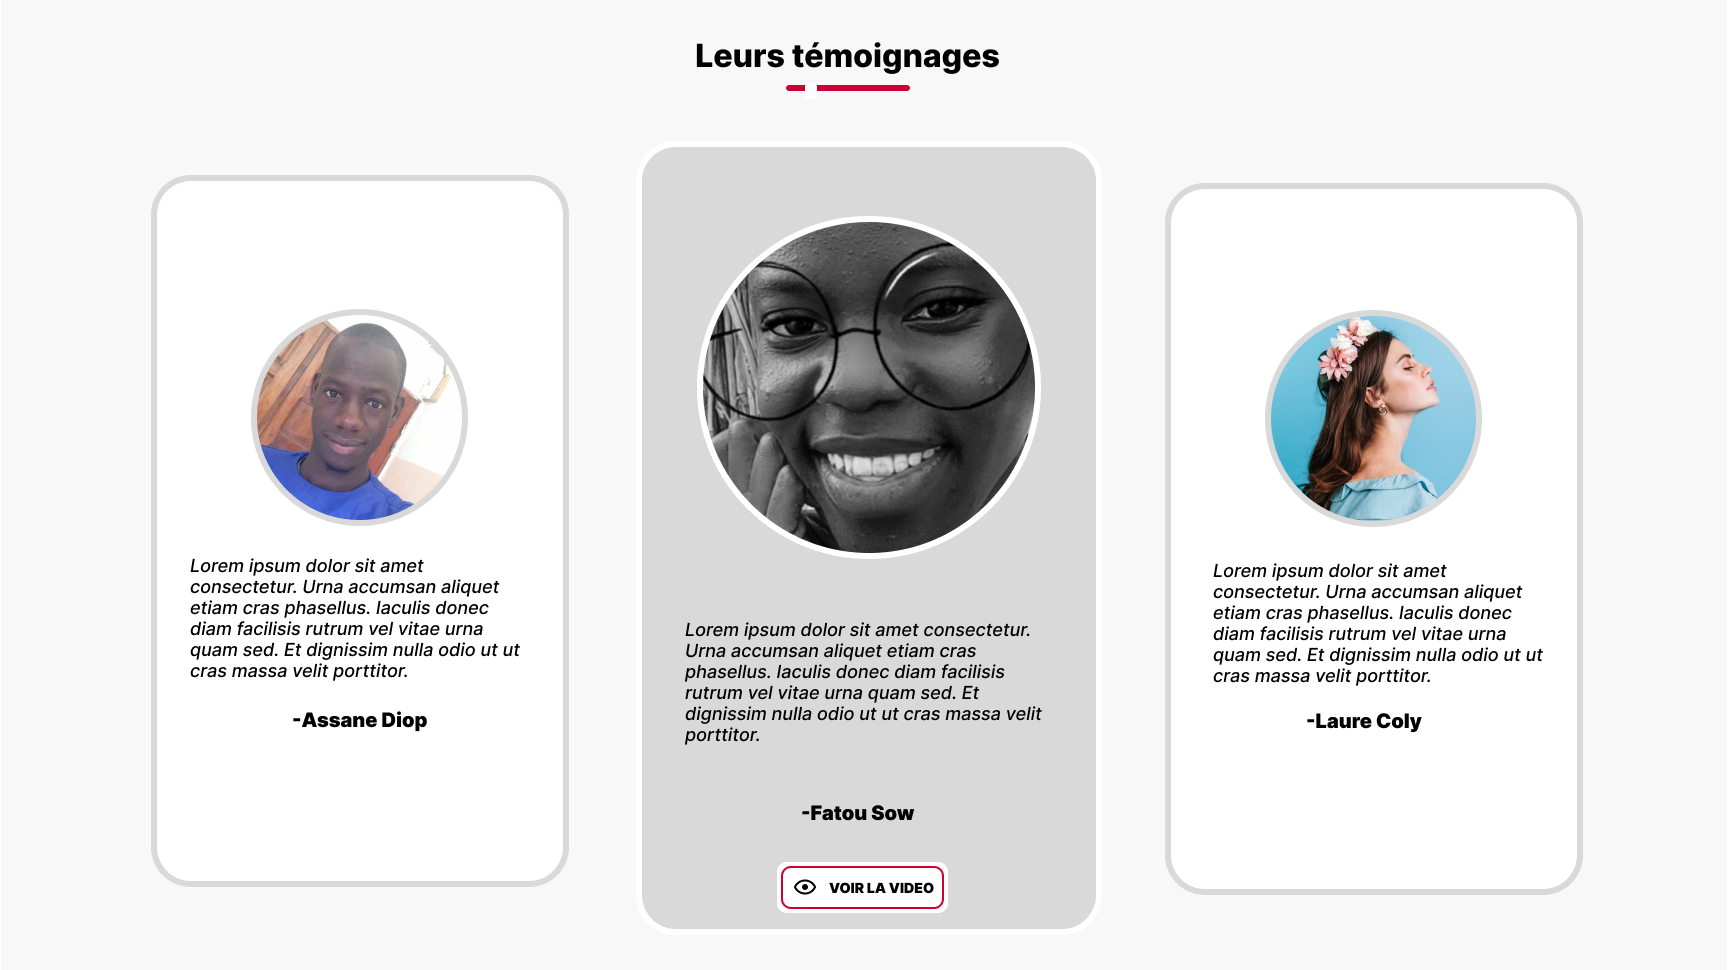 Leurs témoignages
Lorem ipsum dolor sit amet
consectetur. Urna accumsan aliquet
etiam cras phasellus. Iaculis donec
diam facilisis rutrum vel vitae urna
quam sed. Et dignissim nulla odio ut ut
cras massa velit porttitor.
-Assane Diop
Lorem ipsum dolor sit amet consectetur.
Urna accumsan aliquet etiam cras
phasellus. Iaculis donec diam facilisis
rutrum vel vitae urna quam sed. Et
dignissim nulla odio ut ut cras massa velit
porttitor.
-Fatou Sow
VOIR LA VIDEO
Lorem ipsum dolor sit amet
consectetur. Urna accumsan aliquet
etiam cras phasellus. Iaculis donec
diam facilisis rutrum vel vitae urna
quam sed. Et dignissim nulla odio ut ut
cras massa velit porttitor.
-Laure Coly